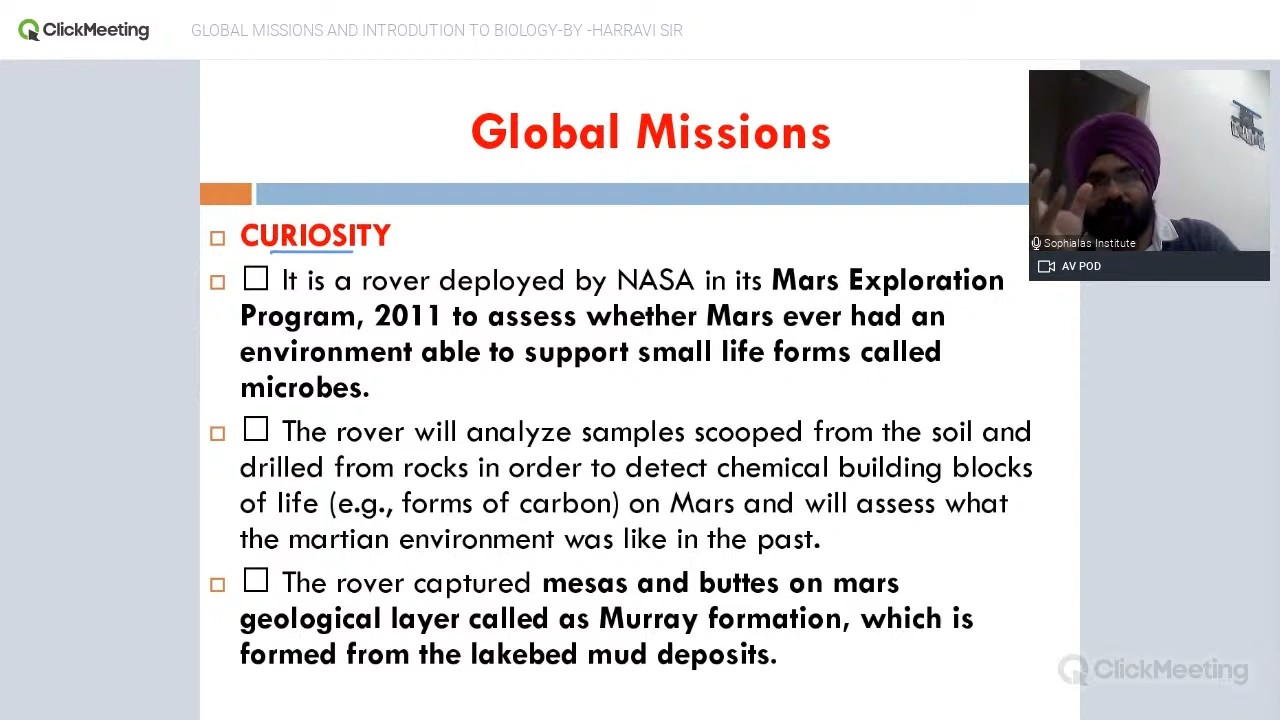 ClickMeeting
GLOBAL MISSIONS AND INTRODUTION TO BIOLOGY-BY -HARRAVI SIR
Global Missions
CURIOSITY
It is a rover deployed by NASA in its Mars Exploration
Program, 2011 to assess whether Mars ever had an
environment able to support small life forms called
microbes.
The rover will analyze samples scooped from the soil and
drilled from rocks in order to detect chemical building blocks
of life (e.g., forms of carbon) on Mars and will assess what
the martian environment was like in the past.
The rover captured mesas and buttes on mars
geological layer called as Murray formation, which is
formed from the lakebed mud deposits.
Sophialas Institute
AV POD
ClickMeeting